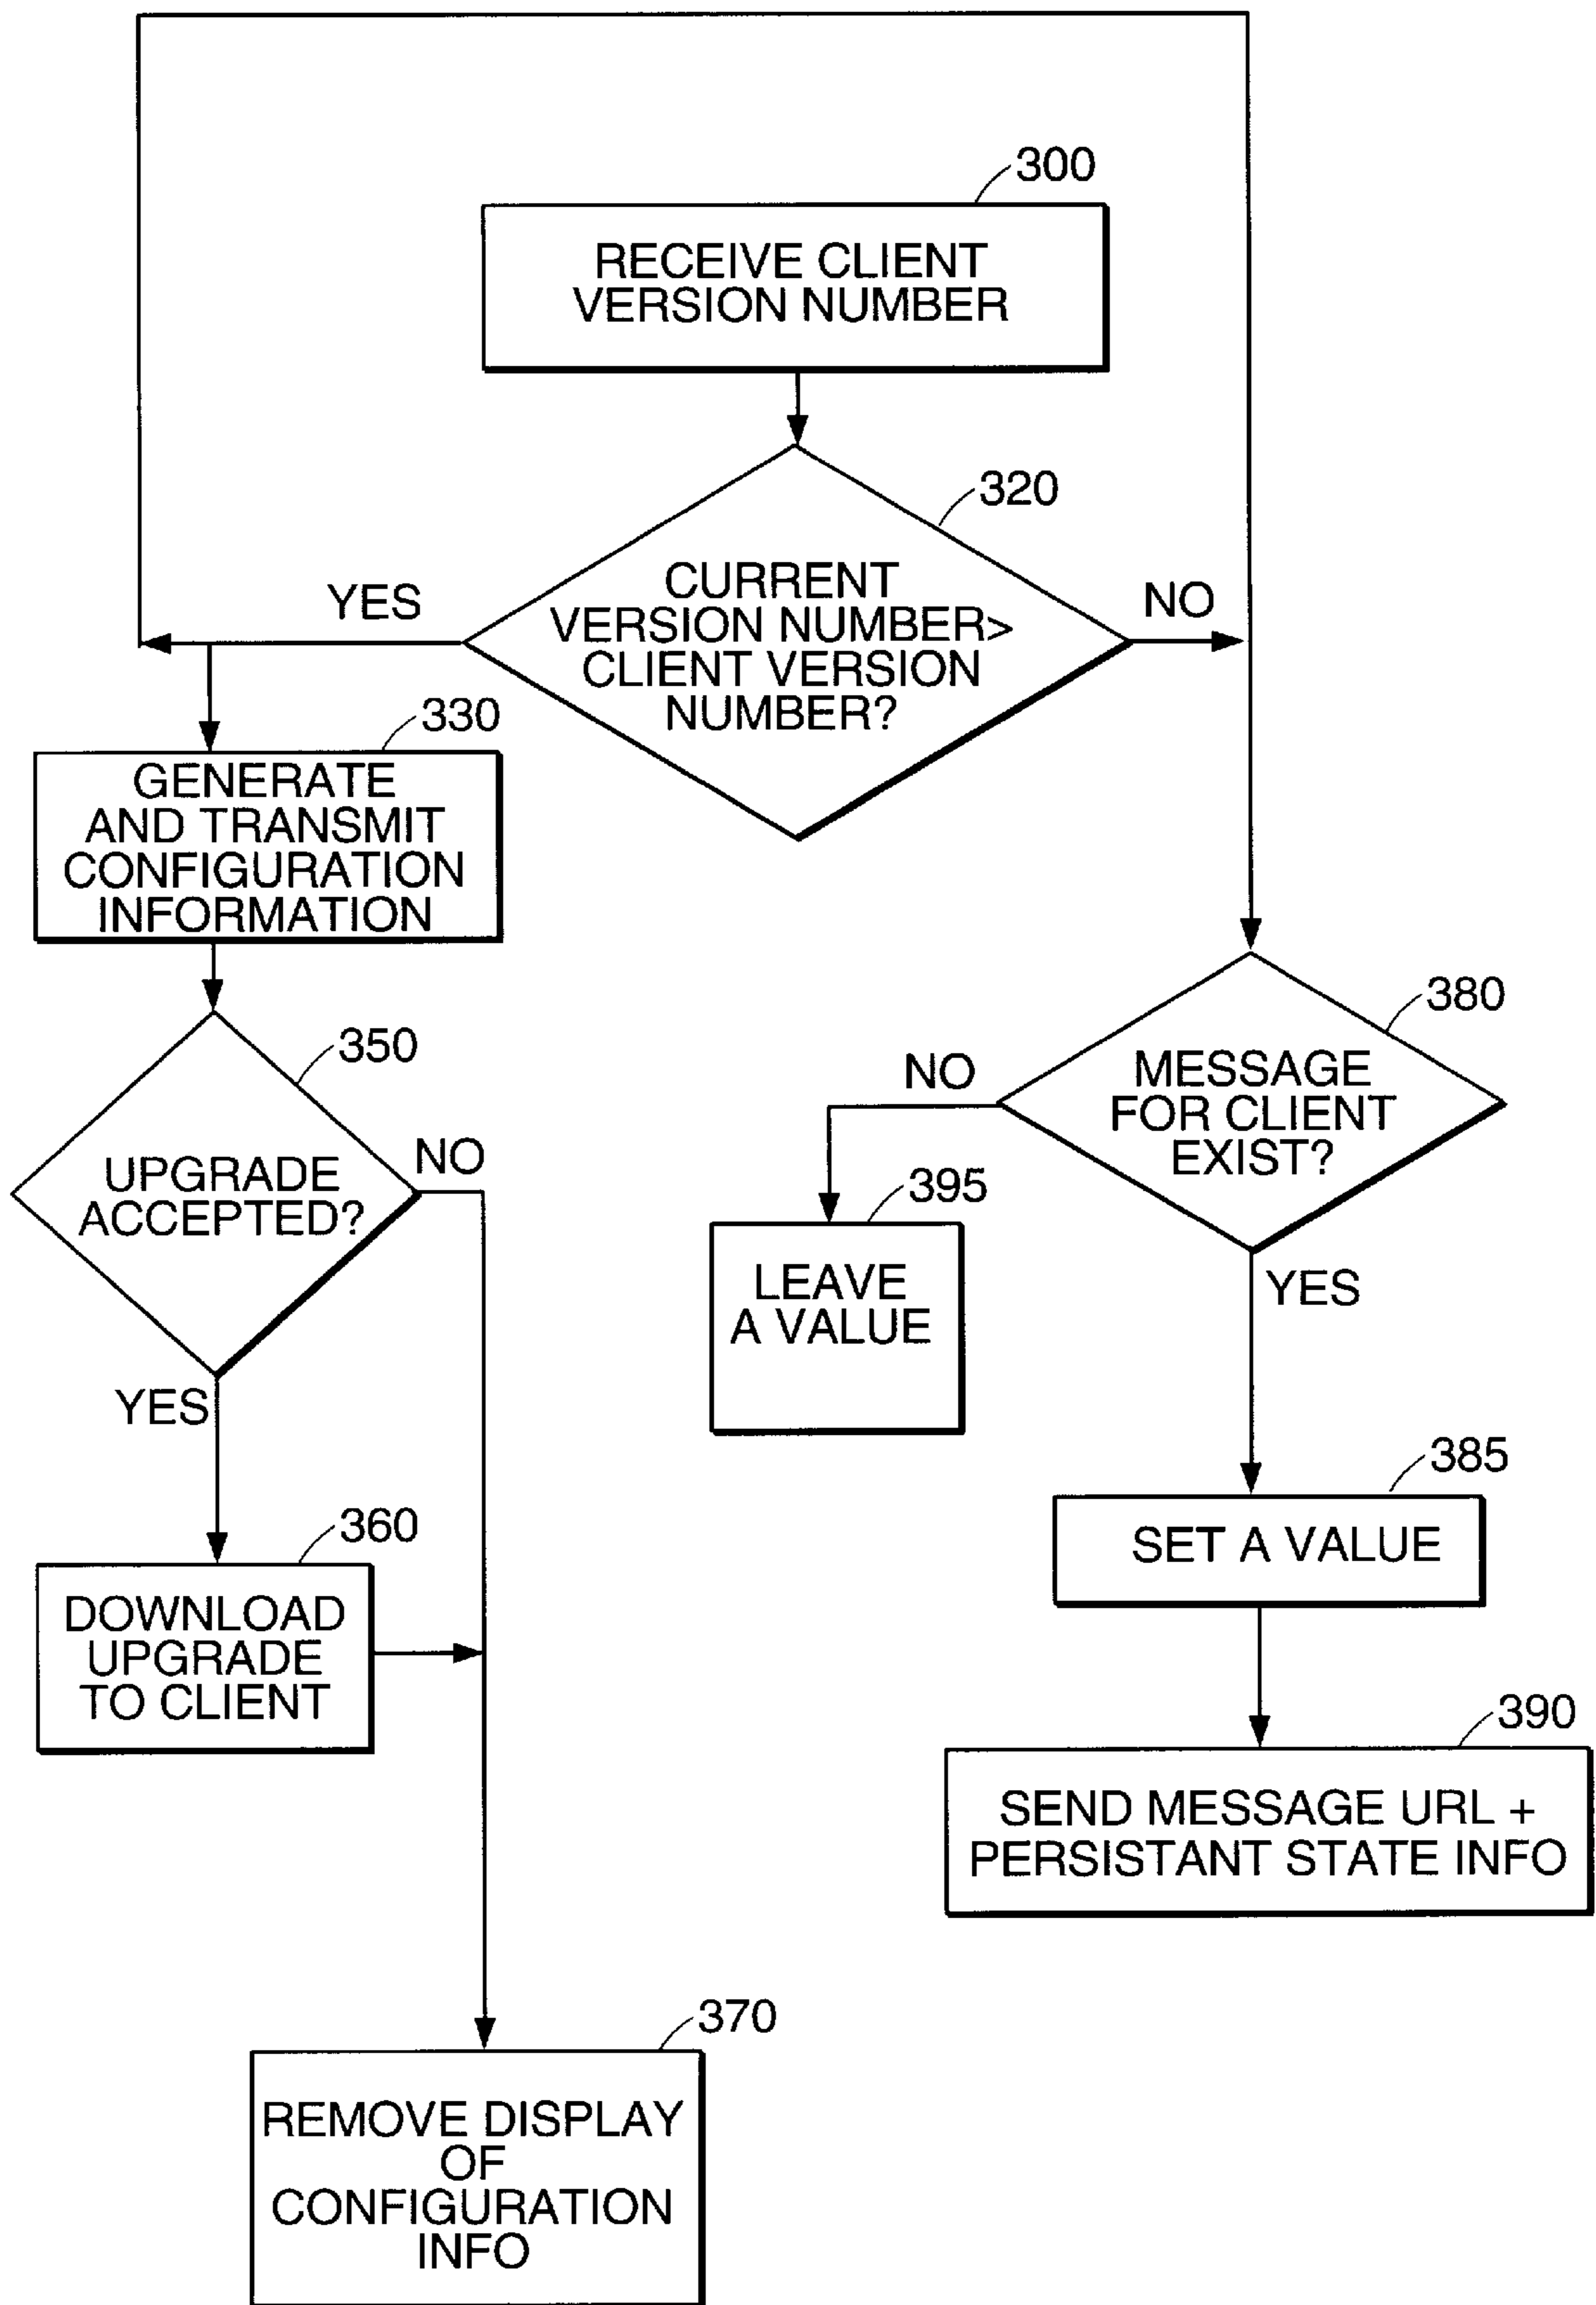 300
RECEIVE CLIENT
VERSION NUMBER
320
CURRENT
VERSION NUMBER>
CLIENT VERSION
NUMBER?
YES
NO
330
GENERATE
AND TRANSMIT
CONFIGURATION
INFORMATION
350
UPGRADE
ACCEPTED?
NO
YES
360
DOWNLOAD
UPGRADE
TO CLIENT
370
REMOVE DISPLAY
OF
CONFIGURATION
INFO
380
MESSAGE
FOR CLIENT
EXIST?
NO
395
LEAVE
A VALUE
YES
385
SET A VALUE
390
SEND MESSAGE URL +
PERSISTANT STATE INFO